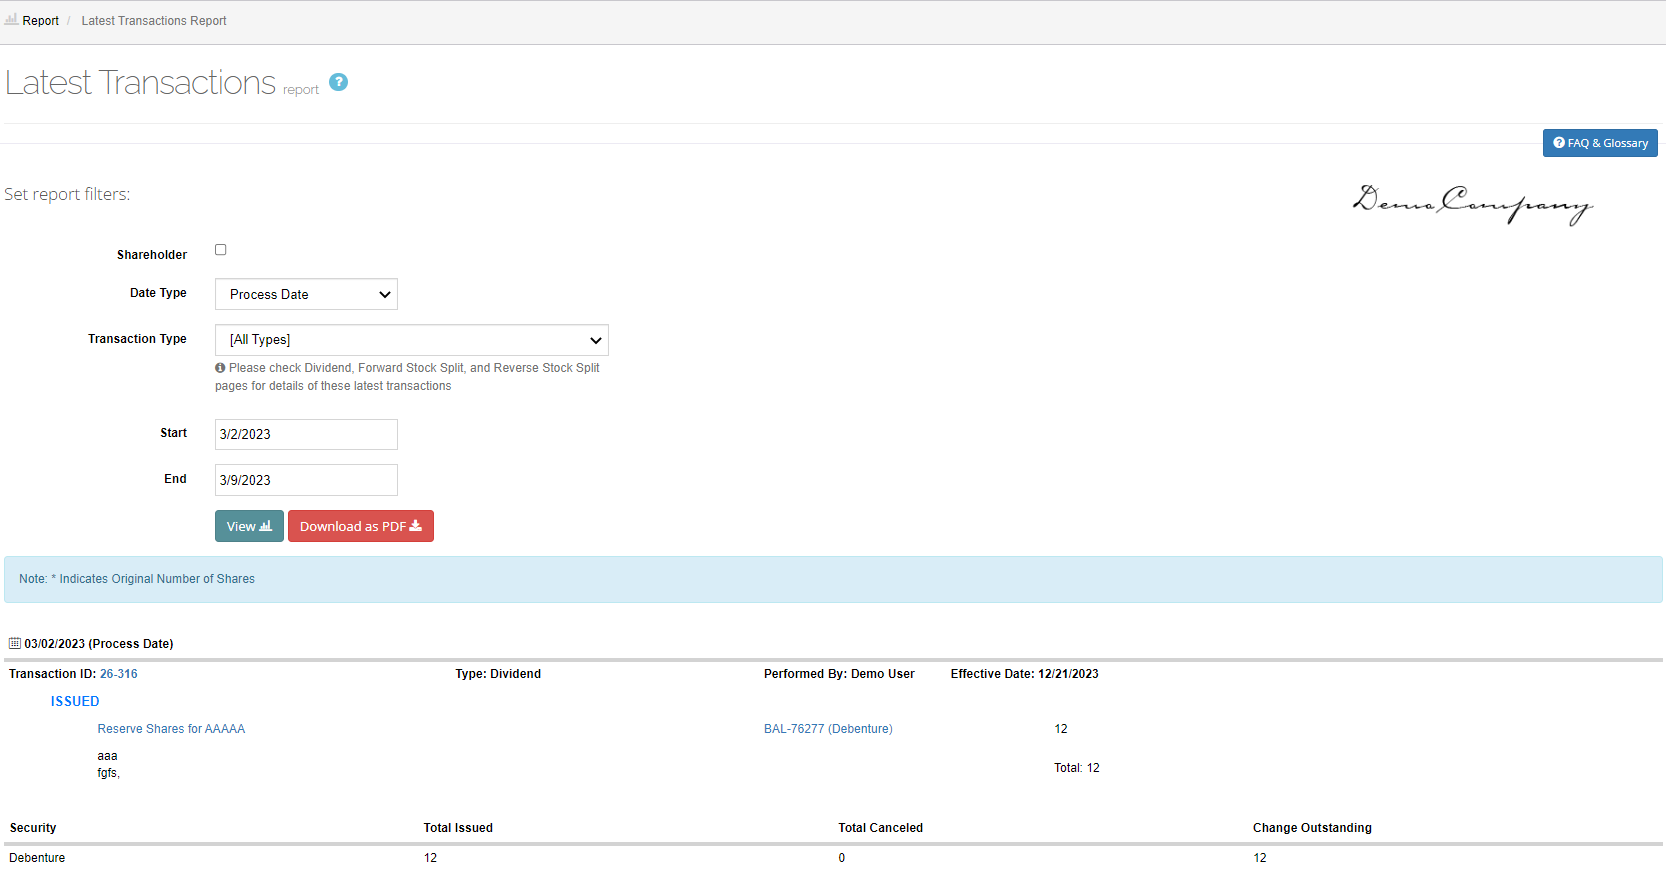 Report / Latest Transactions Report
Latest Transactions report ?
? FAQ & Glossary
Set report filters:
Demo Company
Shareholder
Date Type Process Date
Transaction Type [All Types]
Please check Dividend, Forward Stock Split, and Reverse Stock Split
pages for details of these latest transactions
Start 3/2/2023
End 3/9/2023
View Download as PDF
Note: * Indicates Original Number of Shares
03/02/2023 (Process Date)
Transaction ID: 26-316 Type: Dividend Performed By: Demo User Effective Date: 12/21/2023
ISSUED
Reserve Shares for AAAAA BAL-76277 (Debenture) 12
aaa
fgfs,
Total: 12
Security Total Issued Total Canceled Change Outstanding
Debenture 12 0 12